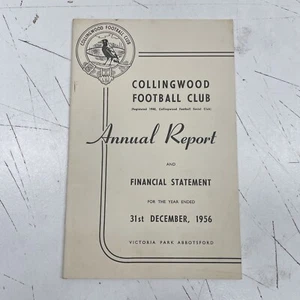 COLLINGWOOD FOOTBALL CLUB
COLLINGWOOD
FOOTBALL CLUB
Annual Report
AND
FINANCIAL STATEMENT
FOR THE YEAR ENDED
31st DECEMBER, 1956
VICTORIA PARK ABBOTSFORD